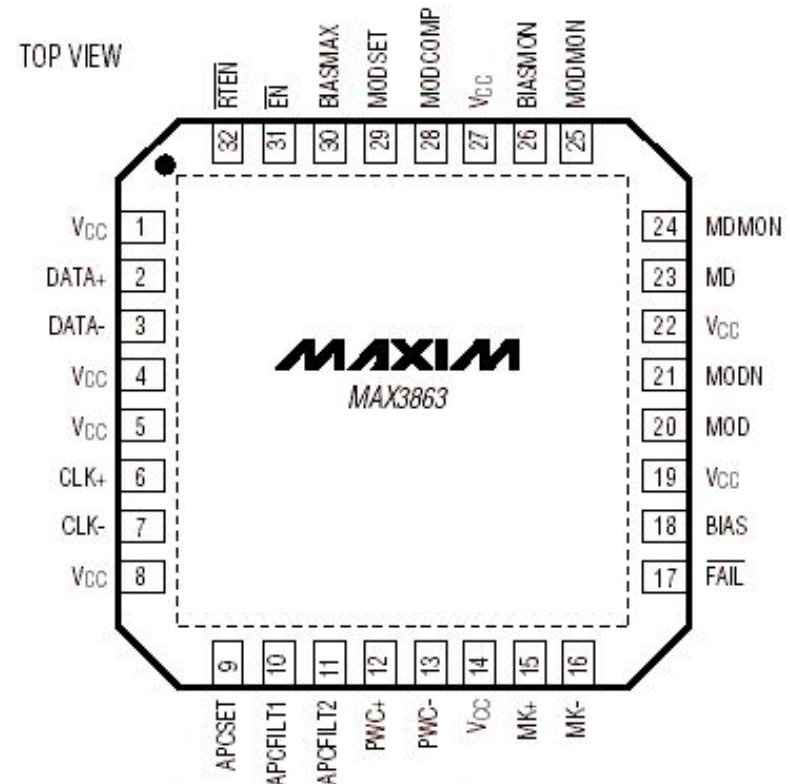 TOP VIEW
R̅T̅E̅N̅
E̅N̅
BIASMAX
MODSET
MODCOMP
VCC
BIASMON
MODMON
32
31
30
29
28
27
26
25
VCC 1
DATA+ 2
DATA- 3
VCC 4
VCC 5
CLK+ 6
CLK- 7
VCC 8
MAXIM
MAX3863
24 MDMON
23 MD
22 VCC
21 MODN
20 MOD
19 VCC
18 BIAS
17 F̅A̅I̅L̅
9
10
11
12
13
14
15
16
APCSET
APCFILT1
APCFILT2
PWC+
PWC-
VCC
MK+
MK-